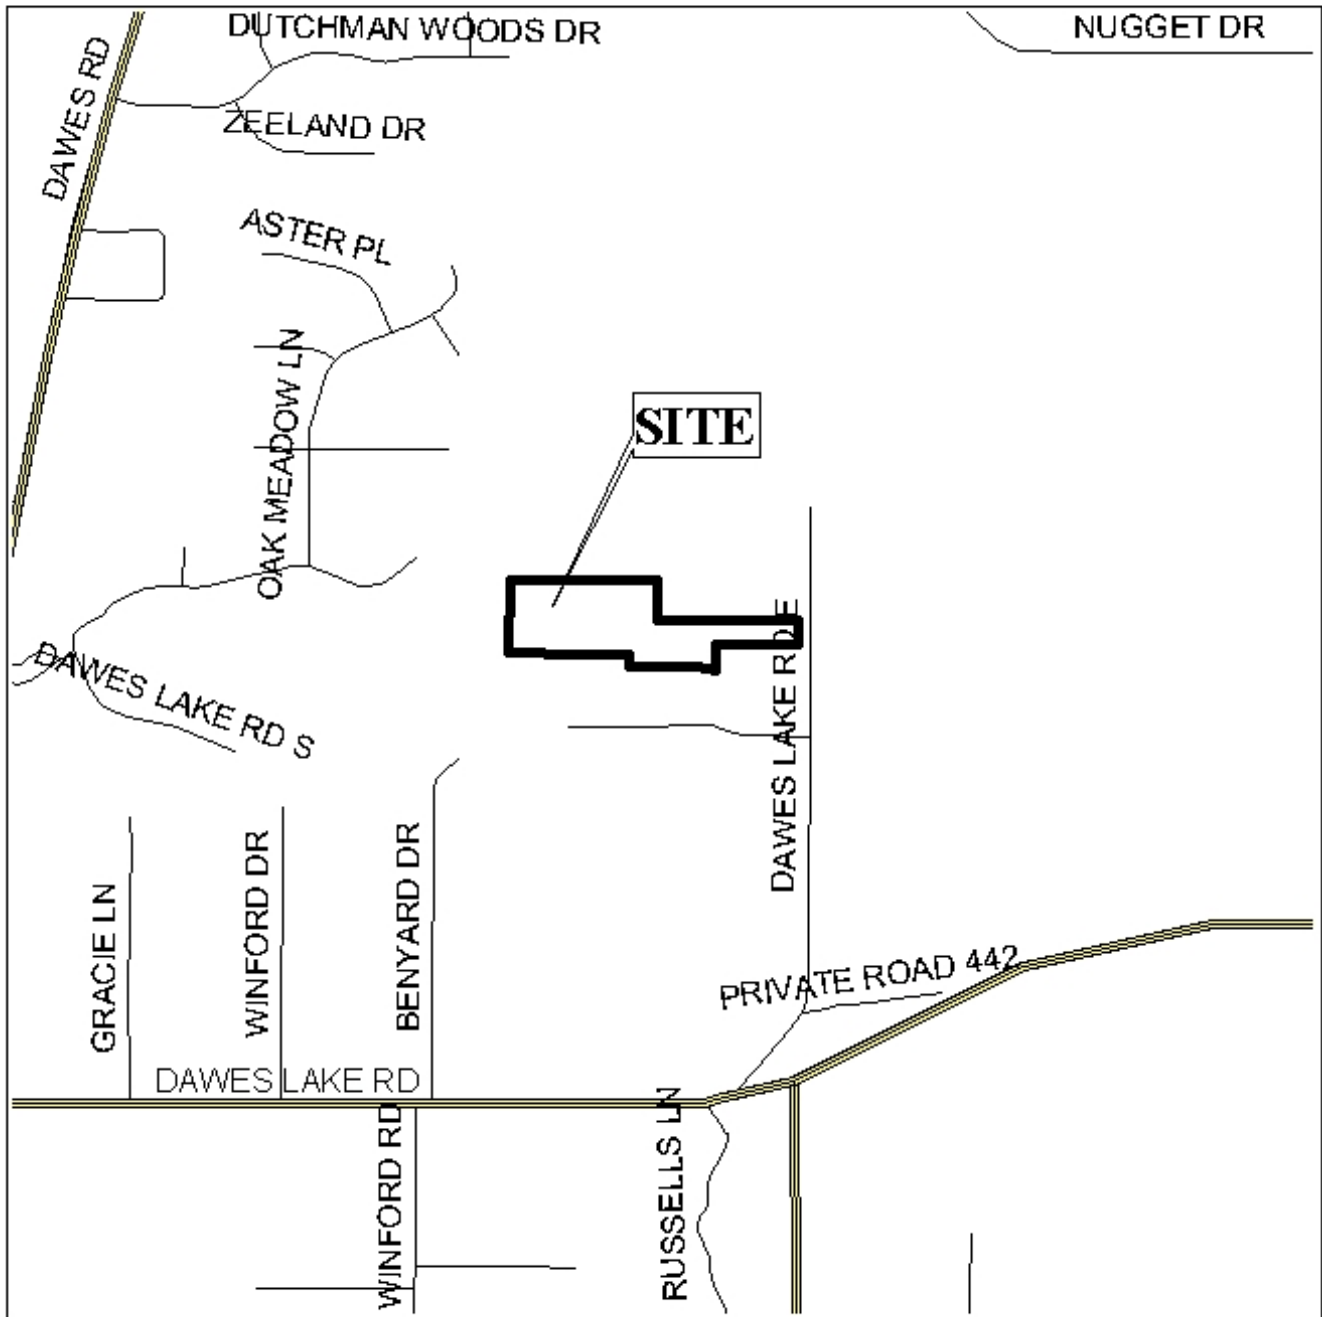 DUTCHMAN WOODS DR
NUGGET DR
DAWES RD
ZEELAND DR
ASTER PL
OAK MEADOW LN
SITE
DAWES LAKE RD E
DAWES LAKE RD S
GRACIE LN
WINFORD DR
BENYARD DR
PRIVATE ROAD 442
DAWES LAKE RD
WINFORD RD
RUSSELLS LN